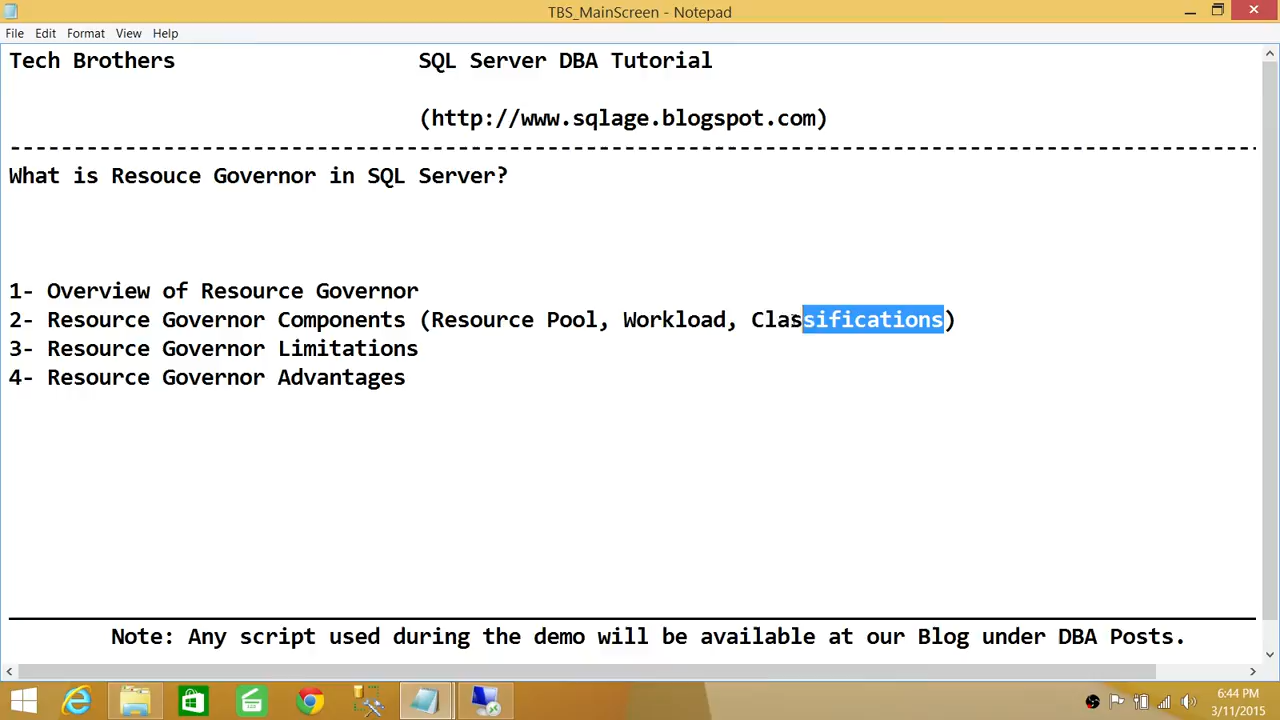 TBS_MainScreen - Notepad
File Edit Format View Help
Tech Brothers SQL Server DBA Tutorial
(http://www.sqlage.blogspot.com)
---------------------------------------------------------------------------------------------------
What is Resouce Governor in SQL Server?
1- Overview of Resource Governor
2- Resource Governor Components (Resource Pool, Workload, Classifications)
3- Resource Governor Limitations
4- Resource Governor Advantages
Note: Any script used during the demo will be available at our Blog under DBA Posts.
6:44 PM
3/11/2015